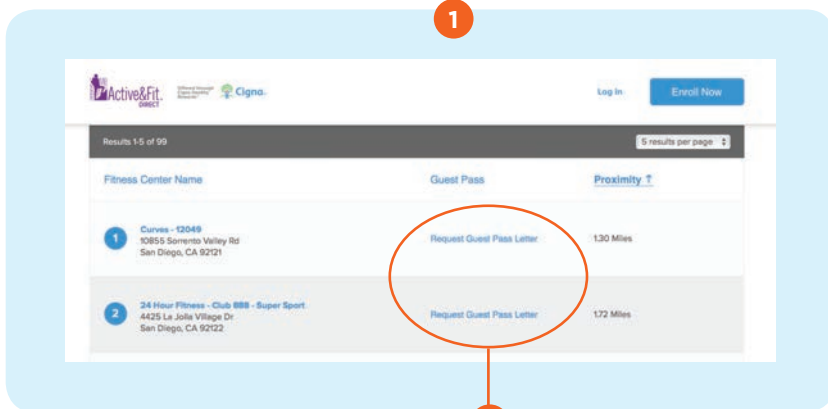 1
Active&Fit.
DIRECT
Cigna.
Log In
Enroll Now
Results 1-5 of 99
5 results per page
Fitness Center Name
Guest Pass
Proximity ↑
1
Curves - 12049
10855 Sorrento Valley Rd
San Diego, CA 92121
Request Guest Pass Letter
1.30 Miles
2
24 Hour Fitness - Club 888 - Super Sport
4425 La Jolla Village Dr
San Diego, CA 92122
Request Guest Pass Letter
1.72 Miles